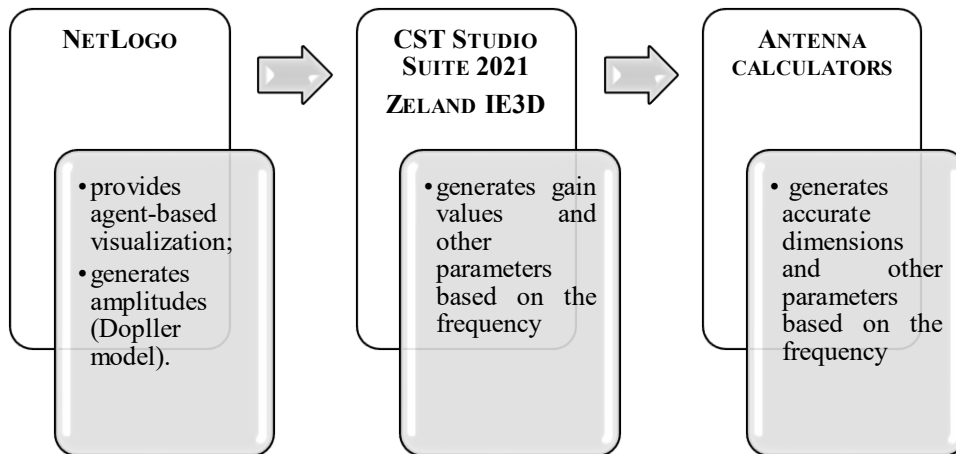 NETLOGO
• provides
agent-based
visualization;
• generates
amplitudes
(Dopller
model).
CST STUDIO
SUITE 2021
ZELAND IE3D
• generates gain
values and
other
parameters
based on the
frequency
ANTENNA
CALCULATORS
• generates
accurate
dimensions
and other
parameters
based on the
frequency